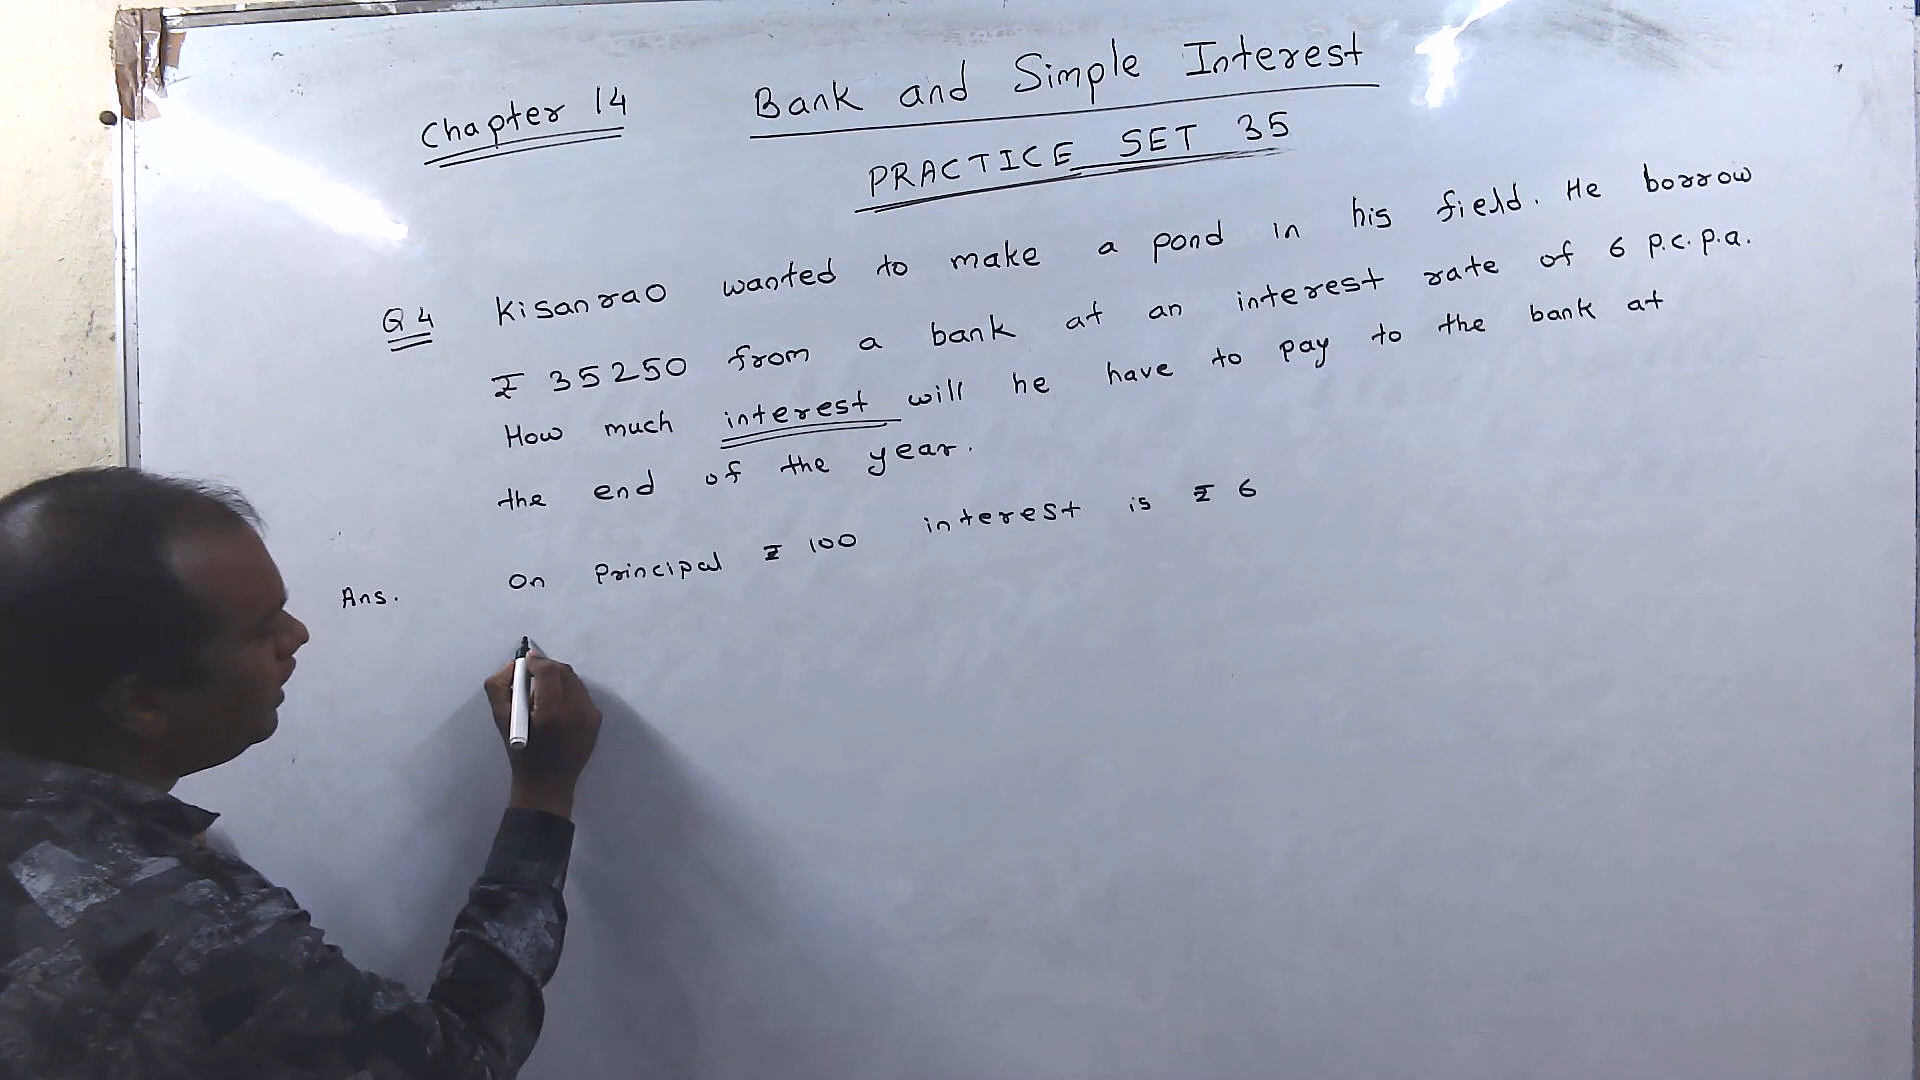 Chapter 14 Bank and Simple Interest
PRACTICE SET 35
Q 4 Kisanrao wanted to make a pond in his field. He borrow
₹ 35250 from a bank at an interest rate of 6 p.c.p.a.
How much interest will he have to pay to the bank at
the end of the year.
Ans. On Principal ₹ 100 interest is ₹ 6